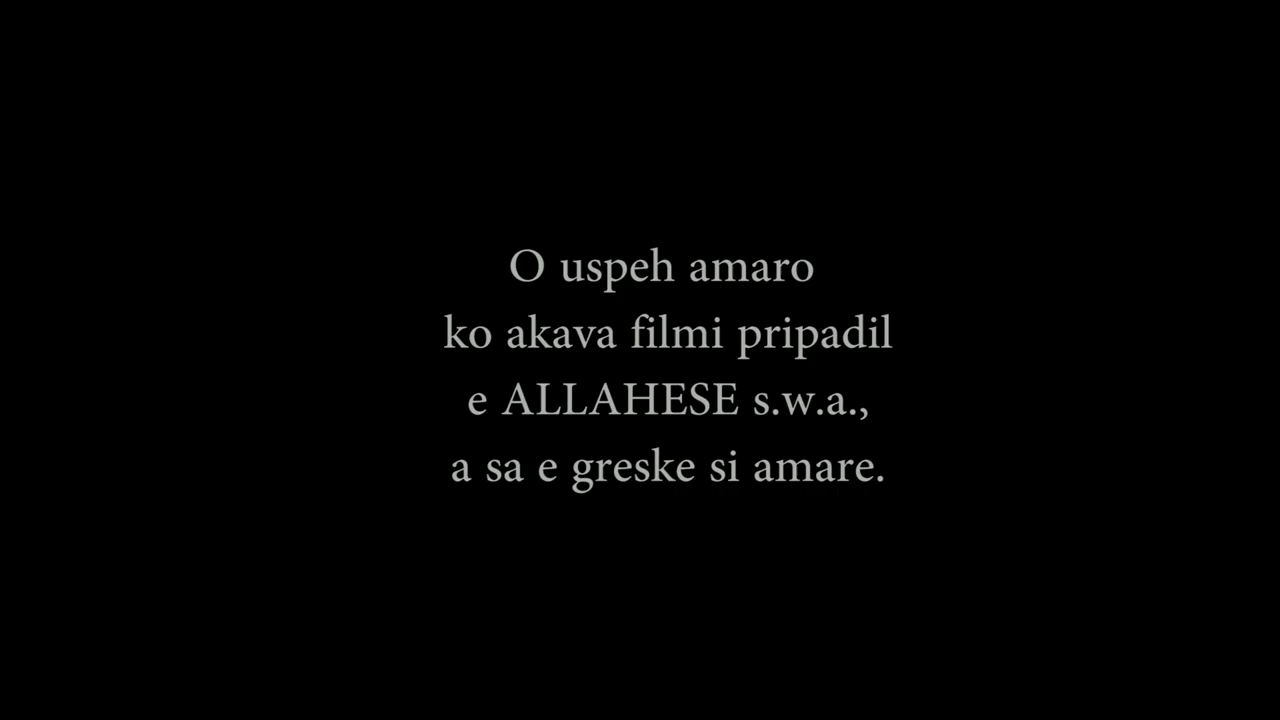 O uspeh amaro
ko akava filmi pripadil
e ALLAHESE s.w.a.,
a sa e greske si amare.